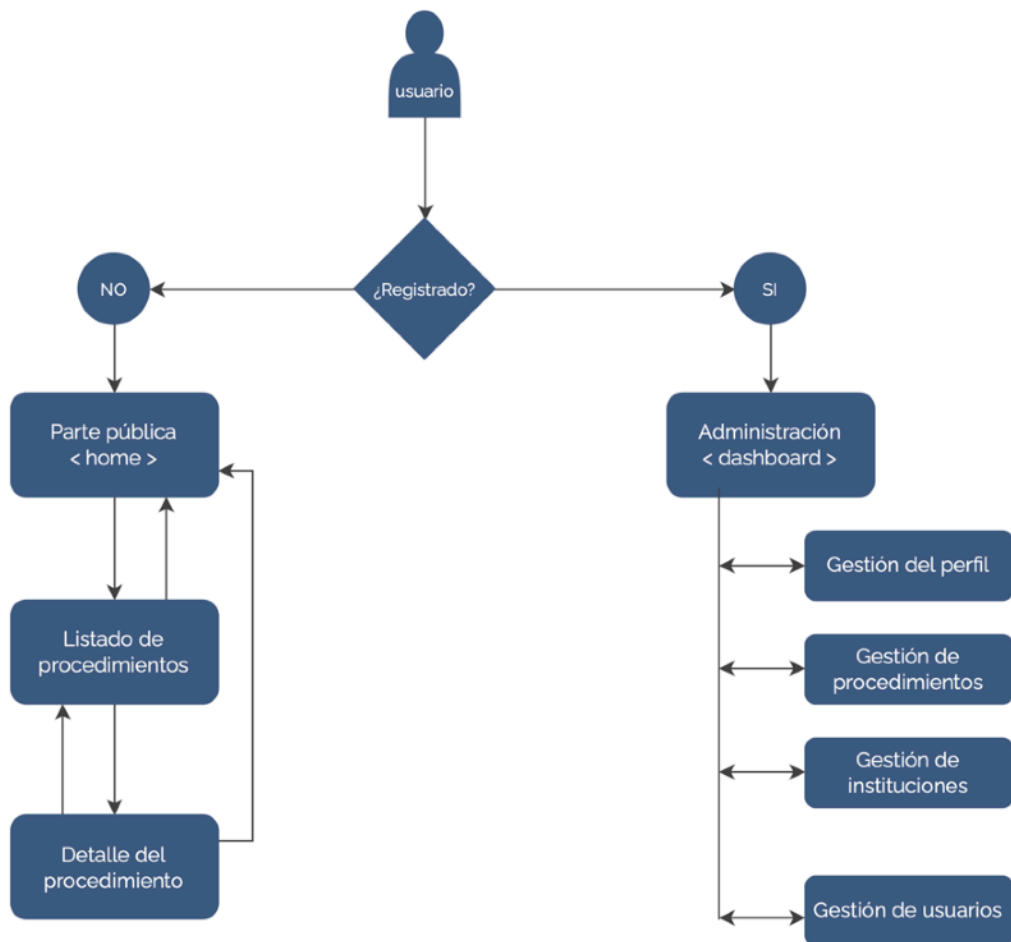 usuario
¿Registrado?
NO
SI
Parte pública
< home >
Administración
< dashboard >
Listado de
procedimientos
Detalle del
procedimiento
Gestión del perfil
Gestión de
procedimientos
Gestión de
instituciones
Gestión de usuarios